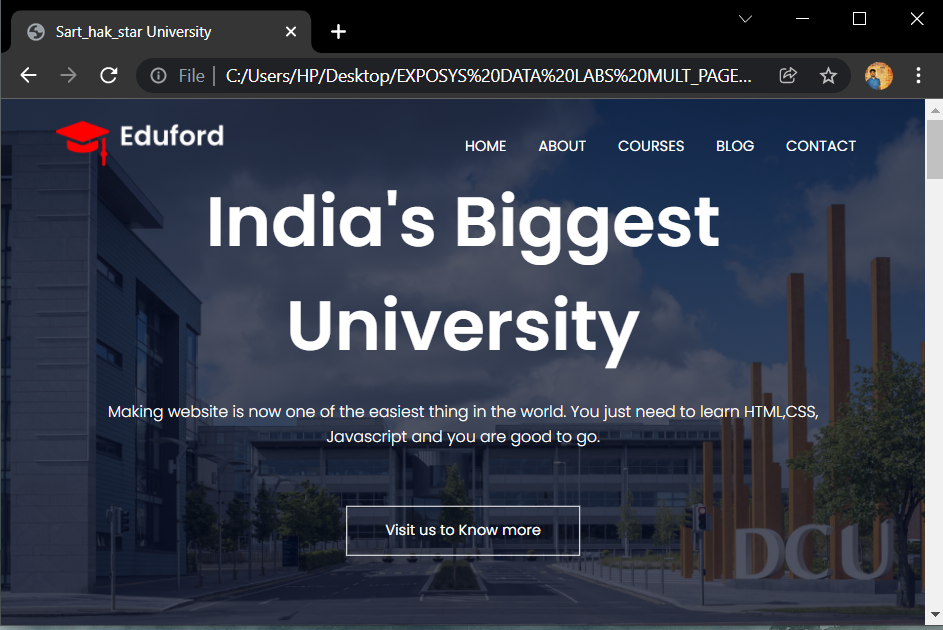 Sart_hak_star University
File | C:/Users/HP/Desktop/EXPOSYS%20DATA%20LABS%20MULT_PAGE...
Eduford
HOME ABOUT COURSES BLOG CONTACT
India's Biggest
University
Making website is now one of the easiest thing in the world. You just need to learn HTML,CSS,
Javascript and you are good to go.
Visit us to Know more
DCU